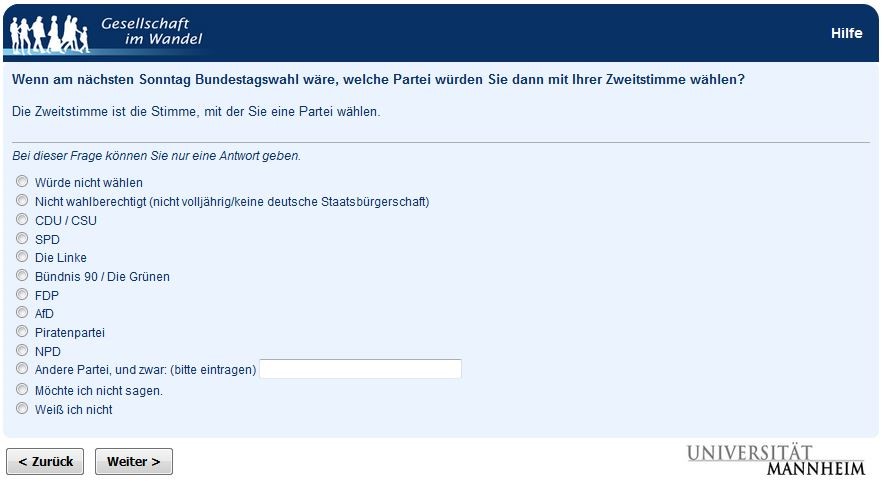 Gesellschaft
im Wandel
Hilfe
Wenn am nächsten Sonntag Bundestagswahl wäre, welche Partei würden Sie dann mit Ihrer Zweitstimme wählen?
Die Zweitstimme ist die Stimme, mit der Sie eine Partei wählen.
Bei dieser Frage können Sie nur eine Antwort geben.
Würde nicht wählen
Nicht wahlberechtigt (nicht volljährig/keine deutsche Staatsbürgerschaft)
CDU / CSU
SPD
Die Linke
Bündnis 90 / Die Grünen
FDP
AfD
Piratenpartei
NPD
Andere Partei, und zwar: (bitte eintragen)
Möchte ich nicht sagen.
Weiß ich nicht
< Zurück
Weiter >
UNIVERSITÄT
MANNHEIM